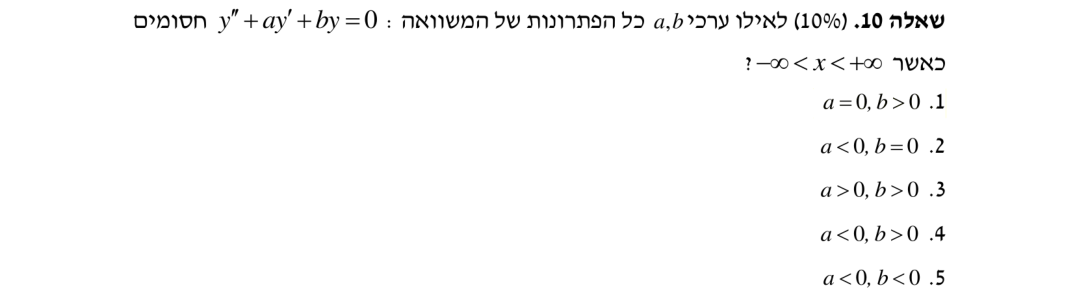 שאלה 10. (10%) לאילו ערכי a,b כל הפתרונות של המשוואה : y″ + ay′ + by = 0 חסומים
כאשר −∞ < x < +∞ ?
1. a = 0, b > 0
2. a < 0, b = 0
3. a > 0, b > 0
4. a < 0, b > 0
5. a < 0, b < 0